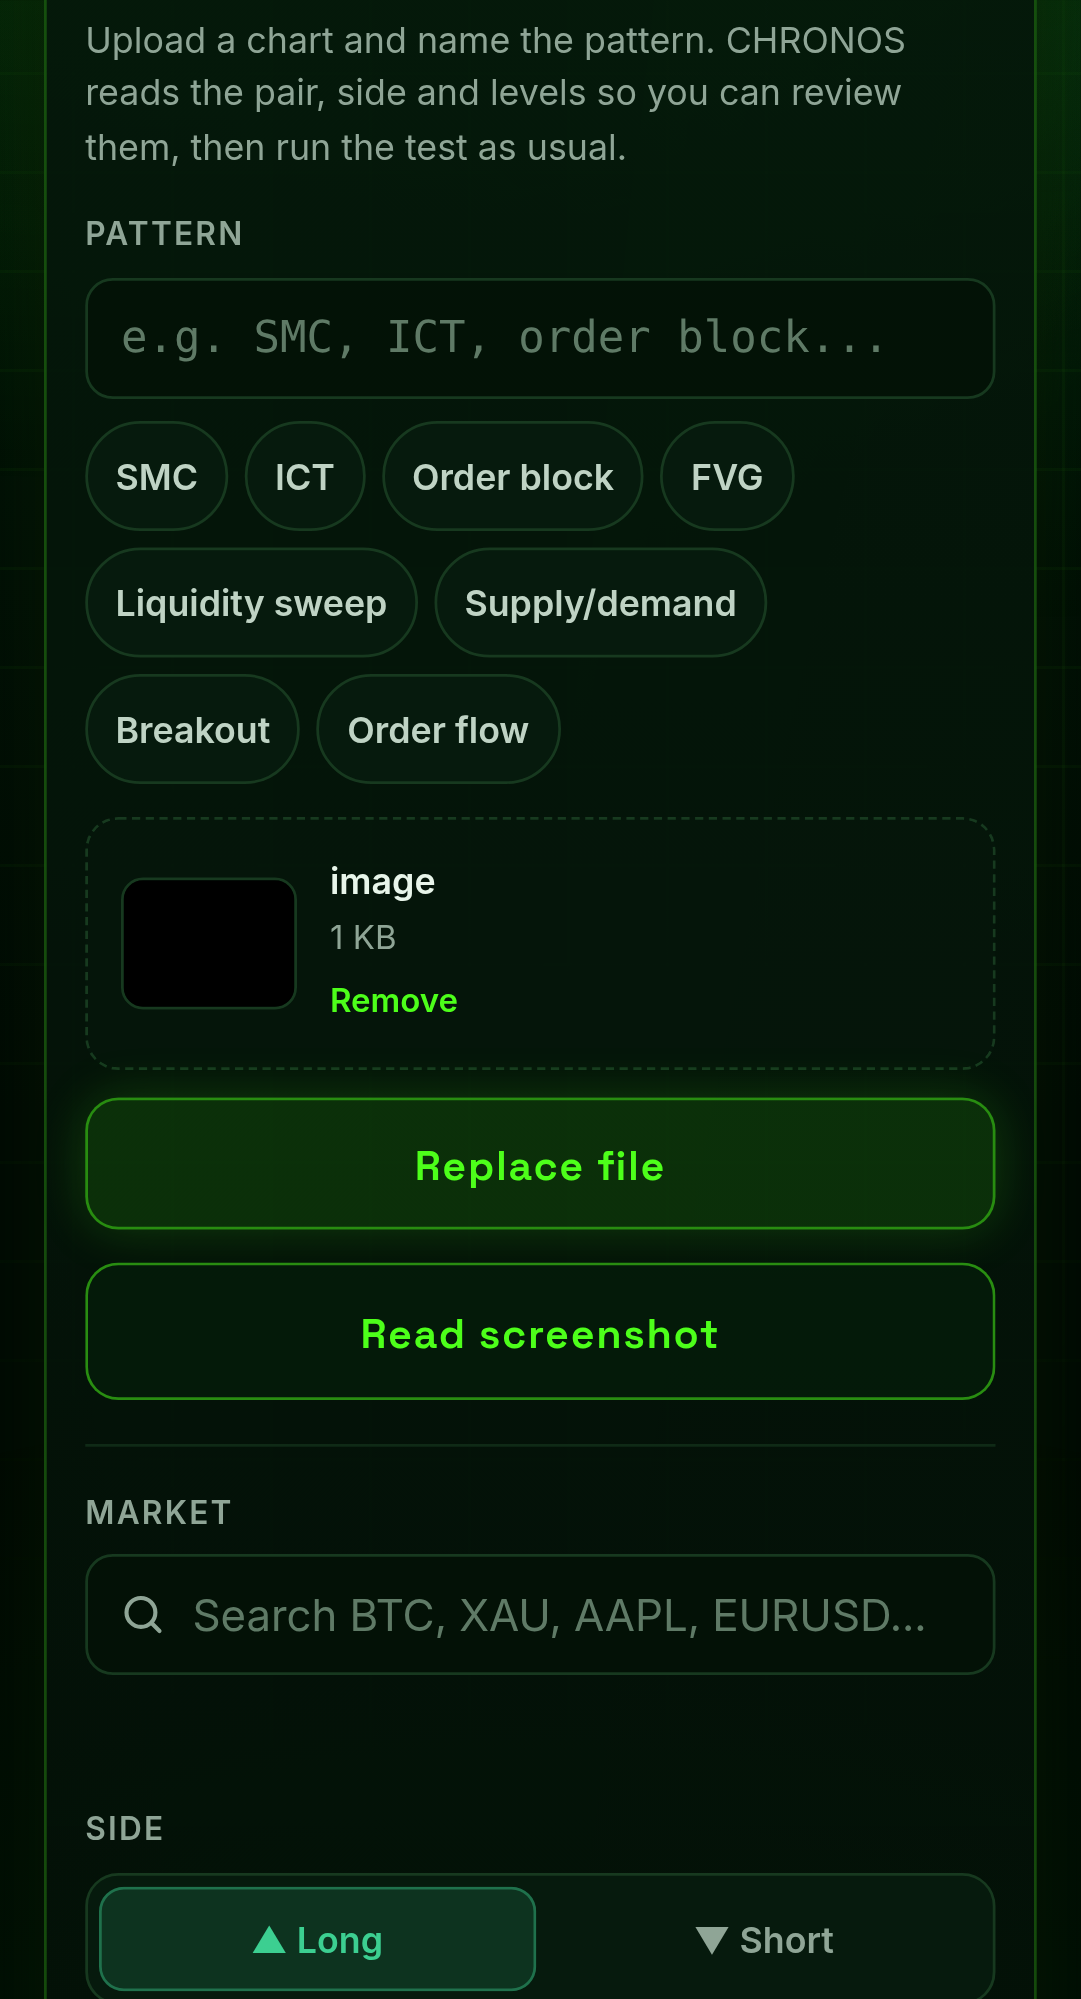 Upload a chart and name the pattern. CHRONOS
reads the pair, side and levels so you can review
them, then run the test as usual.
PATTERN
e.g. SMC, ICT, order block...
SMC ICT Order block FVG
Liquidity sweep Supply/demand
Breakout Order flow
image
1 KB
Remove
Replace file
Read screenshot
MARKET
Search BTC, XAU, AAPL, EURUSD...
SIDE
▲ Long ▼ Short